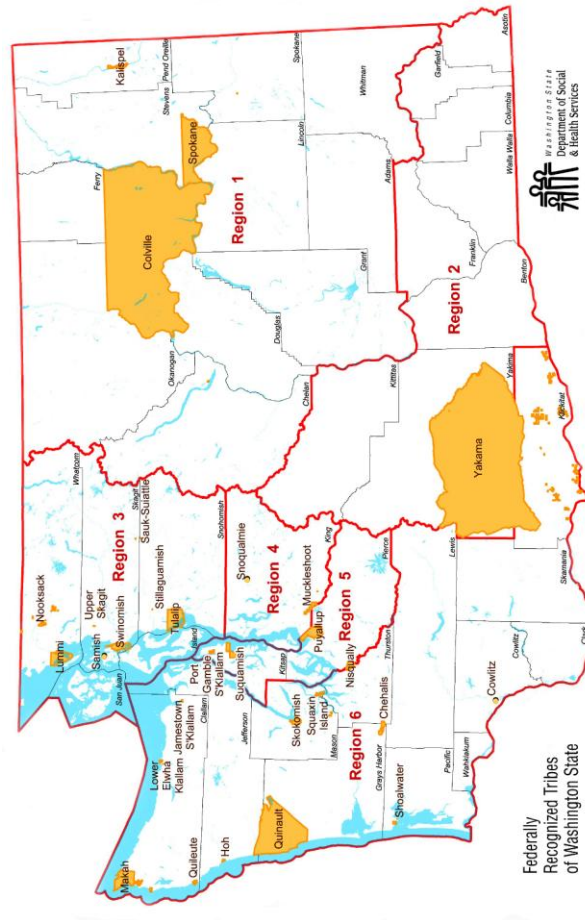 Makah
Lower
Elwha
Klallam
Jamestown
S'Klallam
Quileute
Hoh
Quinault
Clallam
Jefferson
Port
Gamble
S'Klallam
Suquamish
Kitsap
Skokomish
Squaxin
Island
Mason
Region 6
Grays Harbor
Thurston
Chehalis
Shoalwater
Pacific
Lewis
Wahkiakum
Cowlitz
Cowlitz
Clark
Skamania
San Juan
Island
Lummi
Nooksack
Whatcom
Samish
Upper
Skagit
Swinomish
Region 3
Skagit
Sauk-Suiattle
Stillaguamish
Tulalip
Snohomish
Snoqualmie
Region 4
King
Muckleshoot
Puyallup
Region 5
Nisqually
Pierce
Okanogan
Ferry
Stevens
Pend Oreille
Kalispel
Colville
Spokane
Region 1
Chelan
Douglas
Grant
Lincoln
Spokane
Kittitas
Adams
Whitman
Yakama
Yakima
Klickitat
Region 2
Benton
Franklin
Walla Walla
Columbia
Garfield
Asotin
Federally
Recognized Tribes
of Washington State
Washington State
Department of Social
& Health Services